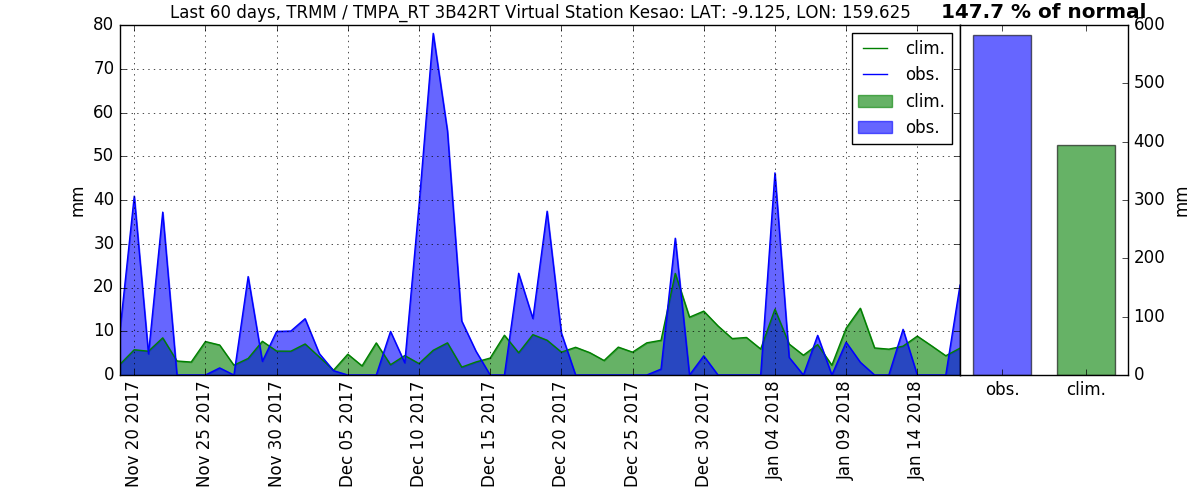 Last 60 days, TRMM / TMPA_RT 3B42RT Virtual Station Kesao: LAT: -9.125, LON: 159.625
147.7 % of normal
80
70
60
50
40
30
20
10
0
mm
clim.
obs.
clim.
obs.
Nov 20 2017
Nov 25 2017
Nov 30 2017
Dec 05 2017
Dec 10 2017
Dec 15 2017
Dec 20 2017
Dec 25 2017
Dec 30 2017
Jan 04 2018
Jan 09 2018
Jan 14 2018
600
500
400
300
200
100
0
mm
obs.
clim.